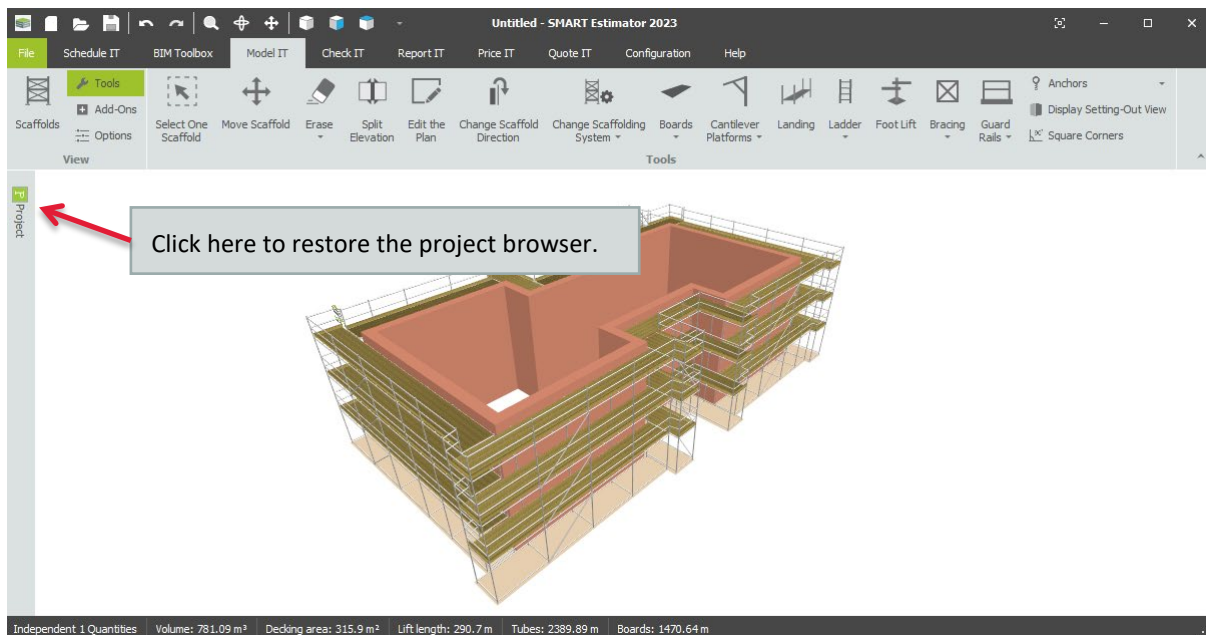 Untitled - SMART Estimator 2023
File Schedule IT BIM Toolbox Model IT Check IT Report IT Price IT Quote IT Configuration Help
Scaffolds
Tools
Add-Ons
Options
View
Select One Scaffold
Move Scaffold
Erase
Split Elevation
Edit the Plan
Change Scaffold Direction
Change Scaffolding System
Boards
Cantilever Platforms
Landing
Ladder
Foot Lift
Bracing
Guard Rails
Anchors
Display Setting-Out View
Square Corners
Tools
Project
Click here to restore the project browser.
Independent 1 Quantities Volume: 781.09 m³ Decking area: 315.9 m² Lift length: 290.7 m Tubes: 2389.89 m Boards: 1470.64 m